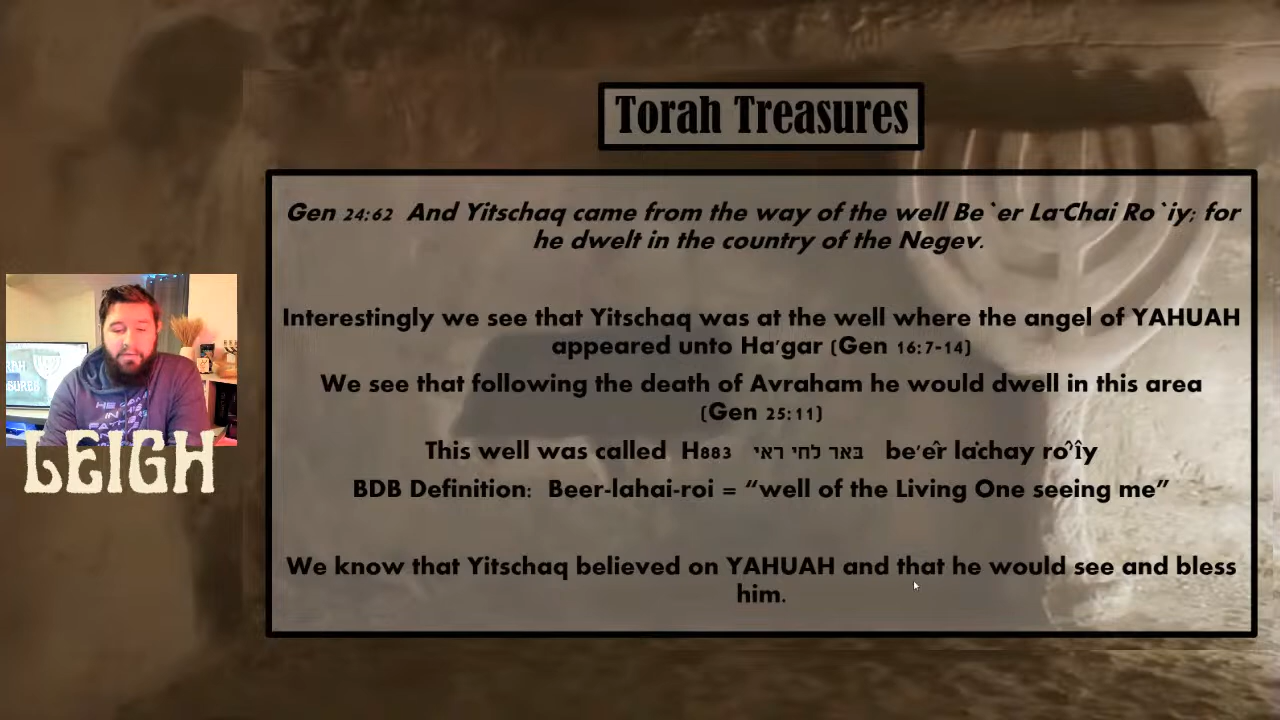 Torah Treasures
Gen 24:62 And Yitschaq came from the way of the well Be`er La-Chai Ro`iy; for
he dwelt in the country of the Negev.
Interestingly we see that Yitschaq was at the well where the angel of YAHUAH
appeared unto Ha'gar (Gen 16:7-14)
We see that following the death of Avraham he would dwell in this area
(Gen 25:11)
This well was called H883 באר לחי ראי be'êr lachay rô'îy
BDB Definition: Beer-lahai-roi = “well of the Living One seeing me”
We know that Yitschaq believed on YAHUAH and that he would see and bless
him.
LEIGH